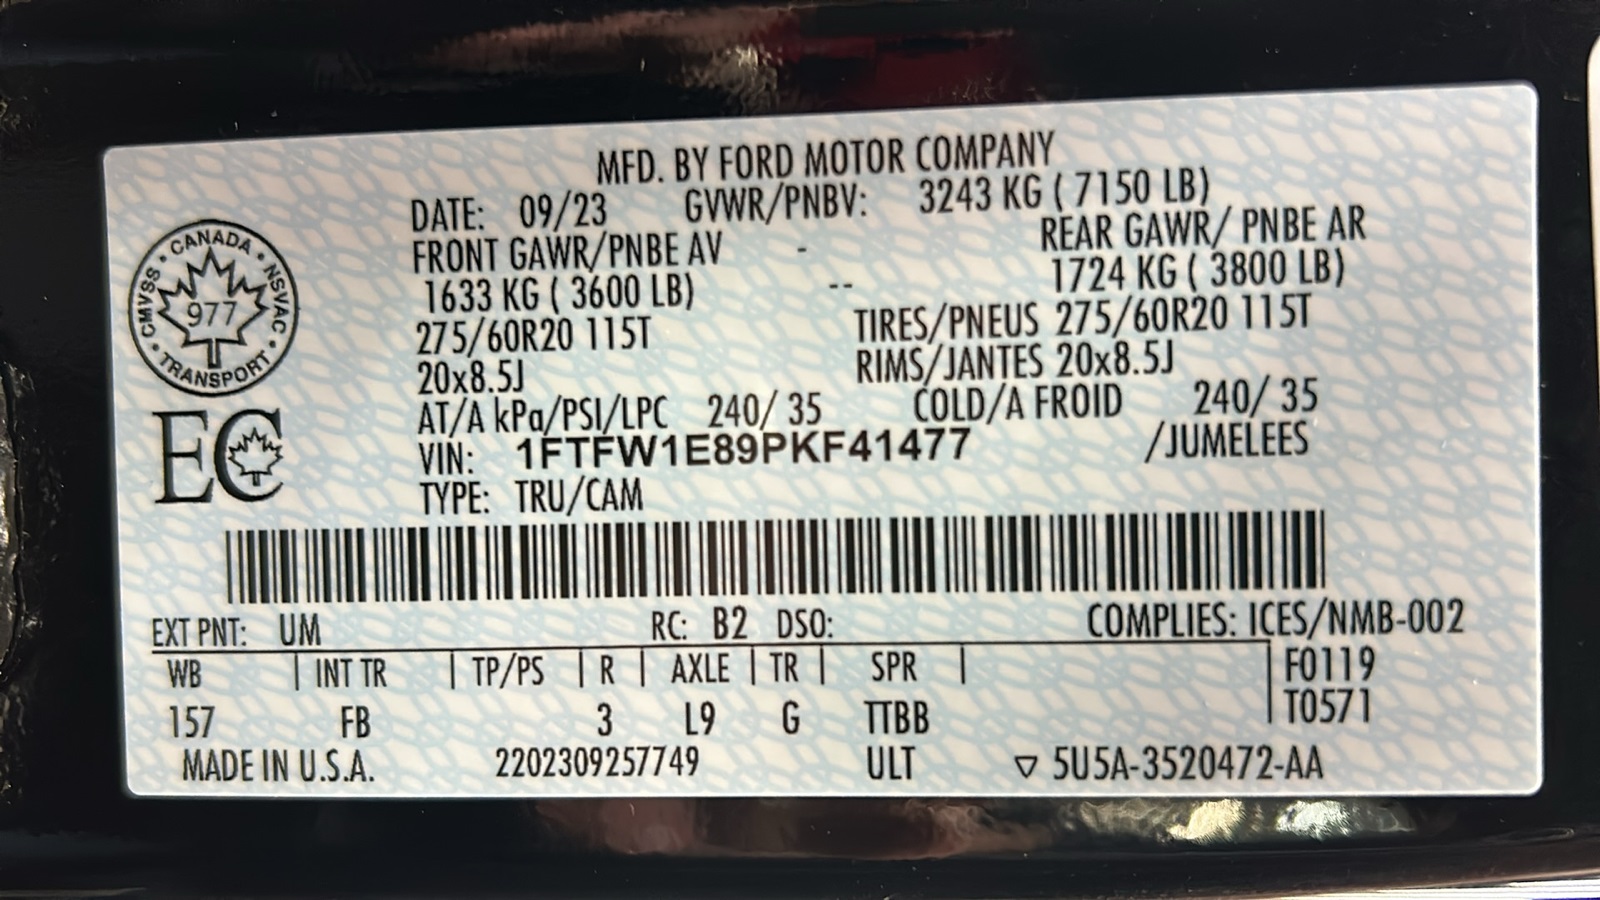 MFD. BY FORD MOTOR COMPANY
DATE: 09/23 GVWR/PNBV: 3243 KG ( 7150 LB)
FRONT GAWR/PNBE AV - REAR GAWR/ PNBE AR
1633 KG ( 3600 LB) -- 1724 KG ( 3800 LB)
275/60R20 115T TIRES/PNEUS 275/60R20 115T
20x8.5J RIMS/JANTES 20x8.5J
AT/A kPa/PSI/LPC 240/ 35 COLD/A FROID 240/ 35
VIN: 1FTFW1E89PKF41477 /JUMELEES
TYPE: TRU/CAM
CANADA • NSVAC • TRANSPORT • CMVSS •
977
EC
EXT PNT: UM RC: B2 DSO: COMPLIES: ICES/NMB-002
WB | INT TR | TP/PS | R | AXLE | TR | SPR | F0119
157 FB 3 L9 G TTBB T0571
MADE IN U.S.A. 2202309257749 ULT ▽ 5U5A-3520472-AA